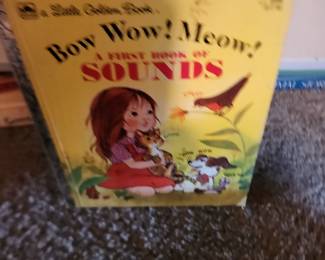 a Little Golden Book
Bow Wow! Meow!
A FIRST BOOK OF
SOUNDS